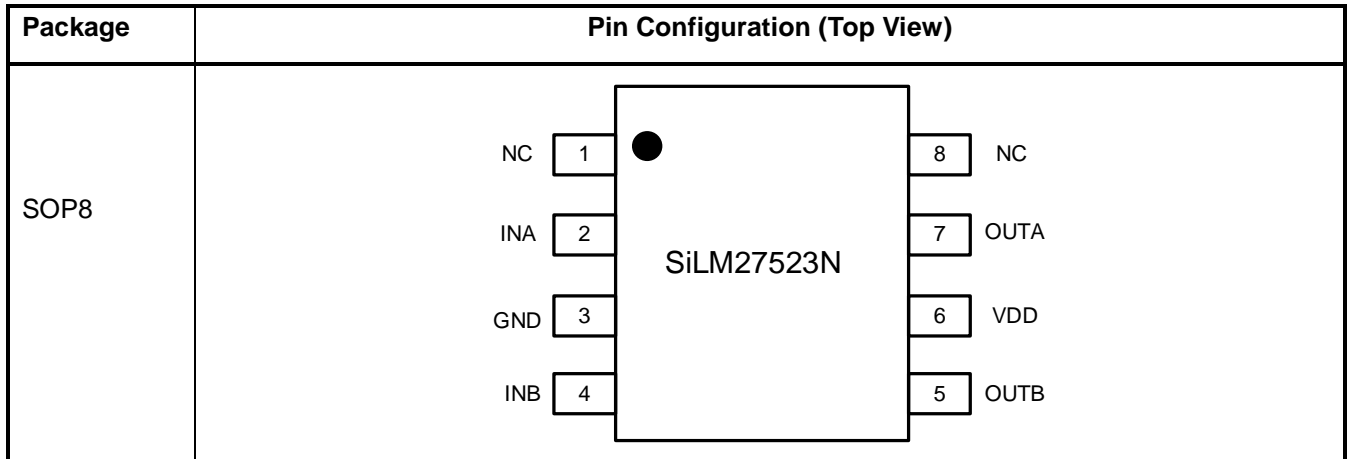 Package Pin Configuration (Top View)
NC 1 8 NC
SOP8
INA 2 7 OUTA
SiLM27523N
GND 3 6 VDD
INB 4 5 OUTB